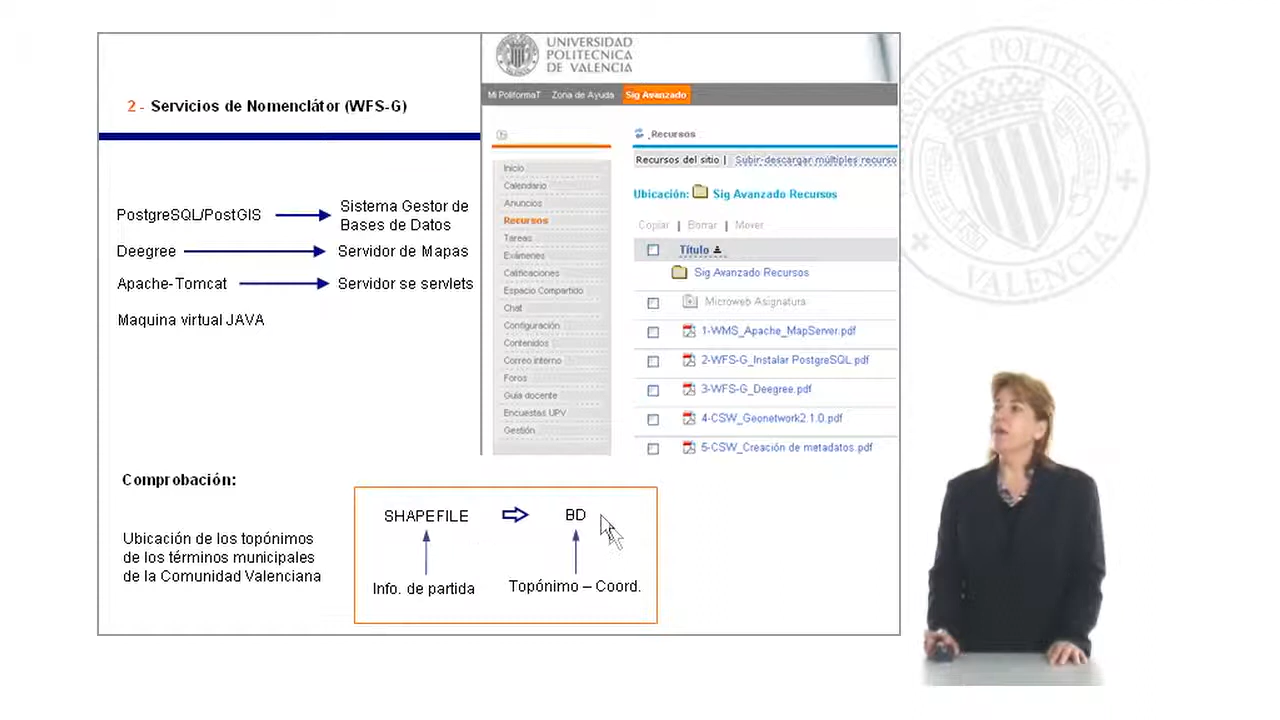 2 - Servicios de Nomenclátor (WFS-G)
PostgreSQL/PostGIS
Sistema Gestor de
Bases de Datos
Deegree
Servidor de Mapas
Apache-Tomcat
Servidor se servlets
Maquina virtual JAVA
UNIVERSIDAD
POLITECNICA
DE VALENCIA
Mi PoliformaT Zona de Ayuda Sig Avanzado
Inicio
Calendario
Anuncios
Recursos
Tareas
Exámenes
Calificaciones
Espacio Compartido
Chat
Configuración
Contenidos
Correo interno
Foros
Guía docente
Encuestas UPV
Gestión
Recursos
Recursos del sitio | Subir-descargar múltiples recurso
Ubicación: Sig Avanzado Recursos
Copiar | Borrar | Mover
Título
Sig Avanzado Recursos
Microweb Asignatura
1-WMS_Apache_MapServer.pdf
2-WFS-G_Instalar PostgreSQL.pdf
3-WFS-G_Deegree.pdf
4-CSW_Geonetwork2.1.0.pdf
5-CSW_Creación de metadatos.pdf
Comprobación:
Ubicación de los topónimos
de los términos municipales
de la Comunidad Valenciana
SHAPEFILE
BD
Info. de partida
Topónimo – Coord.